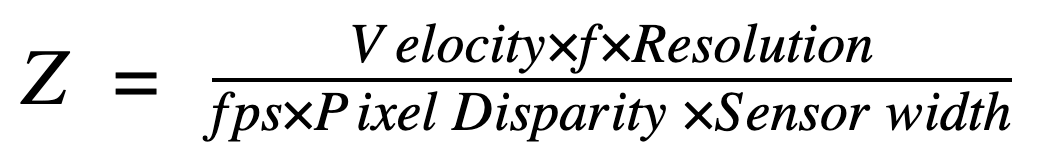 Z = Velocity×f×Resolution
fps×Pixel Disparity ×Sensor width